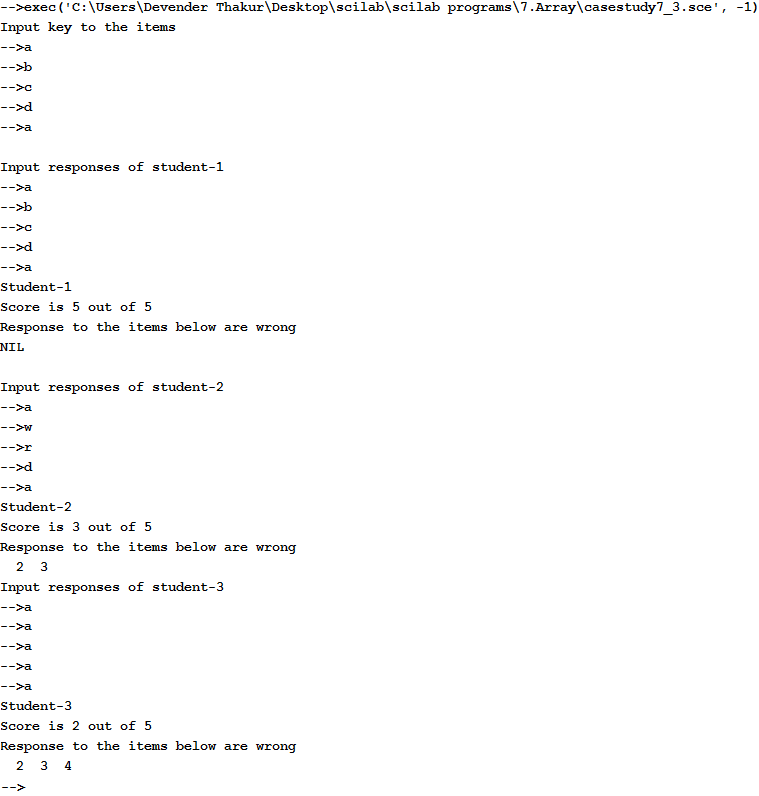 -->exec('C:\Users\Devender Thakur\Desktop\scilab\scilab programs\7.Array\casestudy7_3.sce', -1)
Input key to the items
-->a
-->b
-->c
-->d
-->a
Input responses of student-1
-->a
-->b
-->c
-->d
-->a
Student-1
Score is 5 out of 5
Response to the items below are wrong
NIL
Input responses of student-2
-->a
-->w
-->r
-->d
-->a
Student-2
Score is 3 out of 5
Response to the items below are wrong
2 3
Input responses of student-3
-->a
-->a
-->a
-->a
-->a
Student-3
Score is 2 out of 5
Response to the items below are wrong
2 3 4
-->